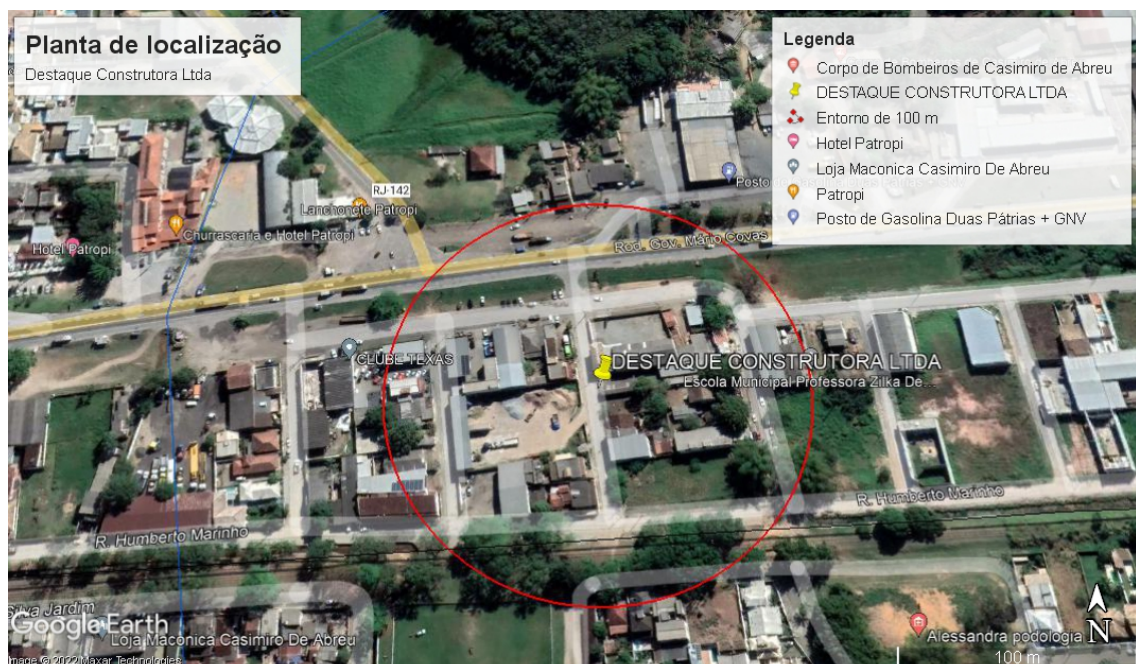 Planta de localização
Destaque Construtora Ltda
Legenda
Corpo de Bombeiros de Casimiro de Abreu
DESTAQUE CONSTRUTORA LTDA
Entorno de 100 m
Hotel Patropi
Loja Maconica Casimiro De Abreu
Patropi
Posto de Gasolina Duas Pátrias + GNV
RJ-142
Lanchonete Patropi
Posto
Churrascaria e Hotel Patropi
Hotel Patropi
Rod. Gov. Mário Covas
CLUBE TEXAS
DESTAQUE CONSTRUTORA LTDA
Escola Municipal Professora Zilka De...
R. Humberto Marinho
R. Humberto Marinho
Silva Jardim
Google Earth
Loja Maconica Casimiro De Abreu
Alessandra podologia
N
Image © 2022 Maxar Technologies
100 m